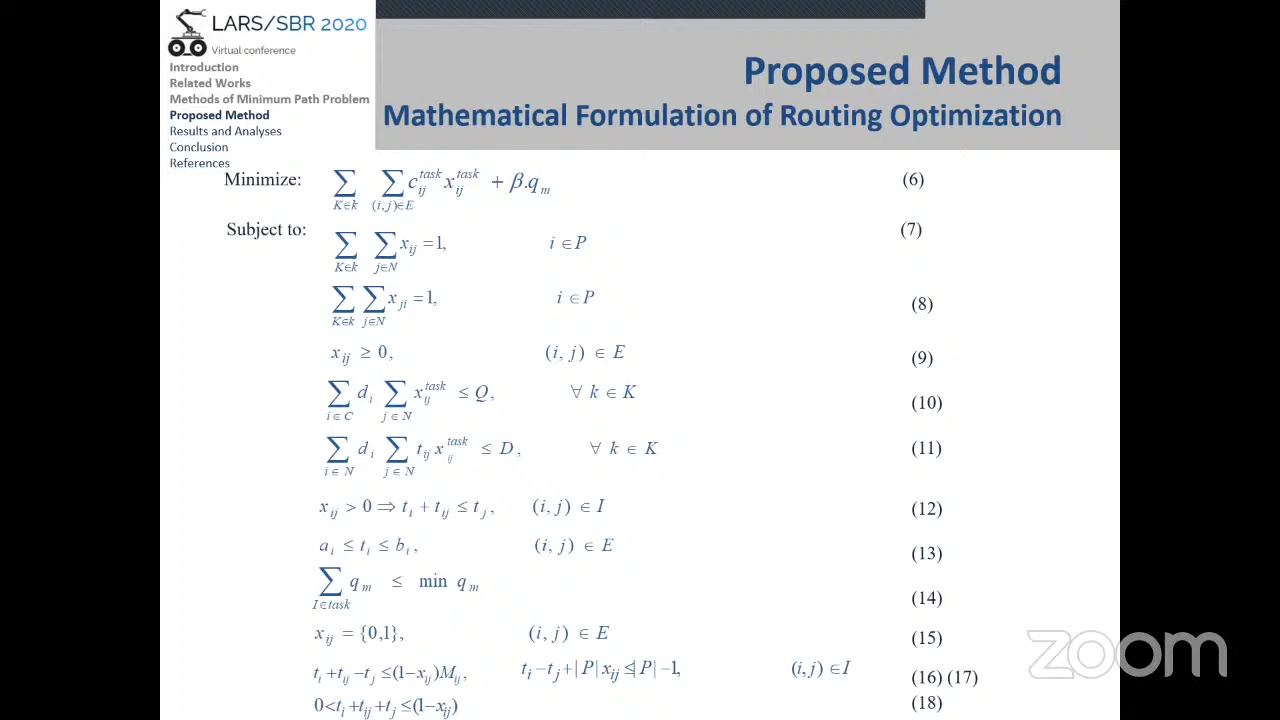 LARS/SBR 2020
Virtual conference
Introduction
Related Works
Methods of Minimum Path Problem
Proposed Method
Results and Analyses
Conclusion
References
Proposed Method
Mathematical Formulation of Routing Optimization
Minimize: ∑_{K∈k} ∑_{(i,j)∈E} c_{ij}^{task} x_{ij}^{task} + β.q_m (6)
Subject to: ∑_{K∈k} ∑_{j∈N} x_{ij} = 1, i ∈ P (7)
∑_{K∈k} ∑_{j∈N} x_{ji} = 1, i ∈ P (8)
x_{ij} ≥ 0, (i, j) ∈ E (9)
∑_{i∈C} d_i ∑_{j∈N} x_{ij}^{task} ≤ Q, ∀ k ∈ K (10)
∑_{i∈N} d_i ∑_{j∈N} t_{ij} x_{ij}^{task} ≤ D, ∀ k ∈ K (11)
x_{ij} > 0 ⇒ t_i + t_{ij} ≤ t_j, (i, j) ∈ I (12)
a_i ≤ t_i ≤ b_i, (i, j) ∈ E (13)
∑_{I∈task} q_m ≤ min q_m (14)
x_{ij} = {0,1}, (i, j) ∈ E (15)
t_i + t_{ij} − t_j ≤ (1−x_{ij})M_{ij}, t_i − t_j + |P| x_{ij} ≤ |P| −1, (i,j) ∈ I (16) (17)
0 < t_i + t_{ij} + t_j ≤ (1−x_{ij}) (18)
zoom